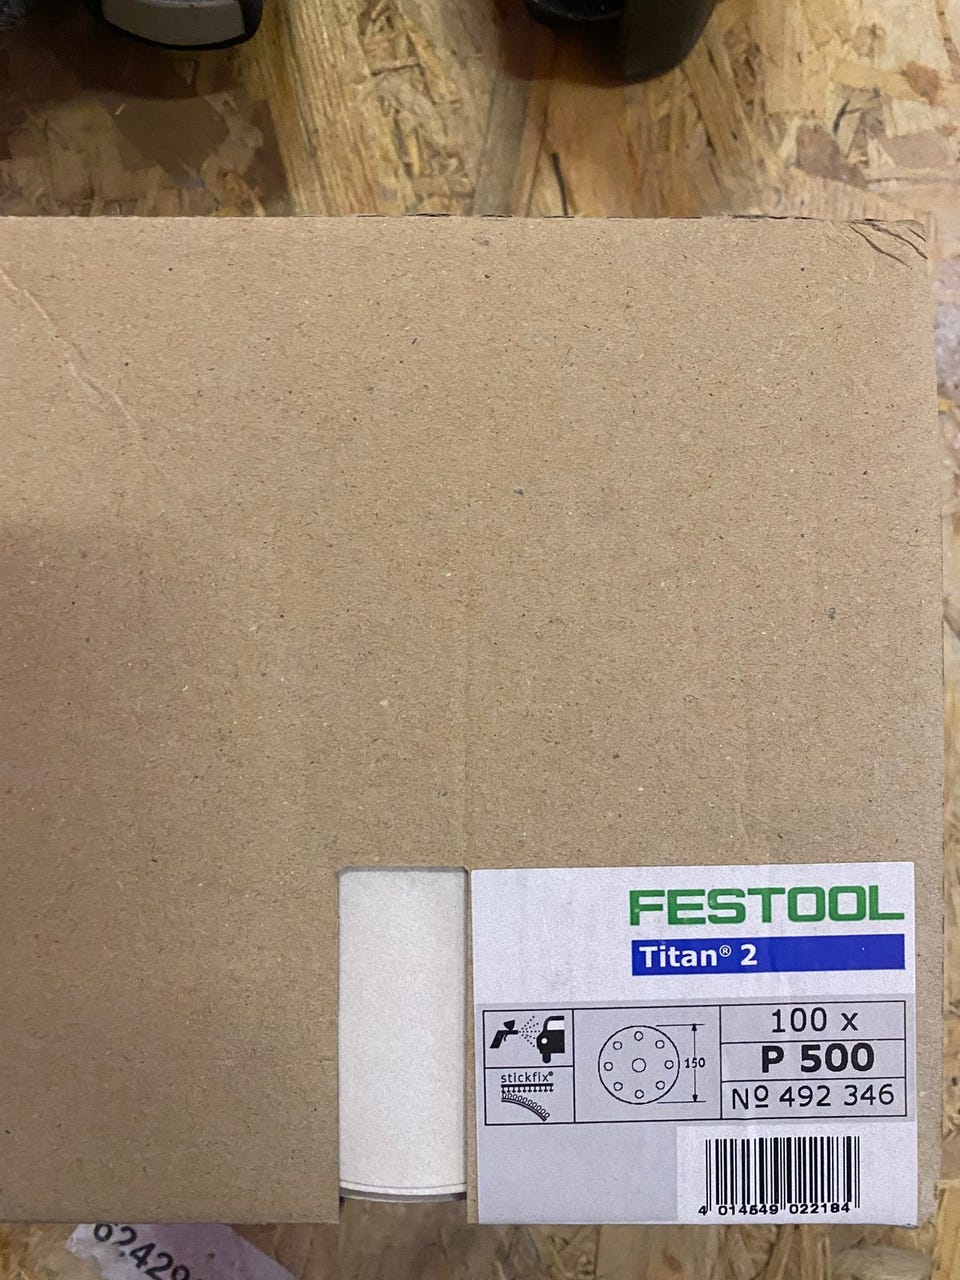 FESTOOL
Titan® 2
100 x
P 500
stickfix®
150
Nº 492 346
4 014549 022184